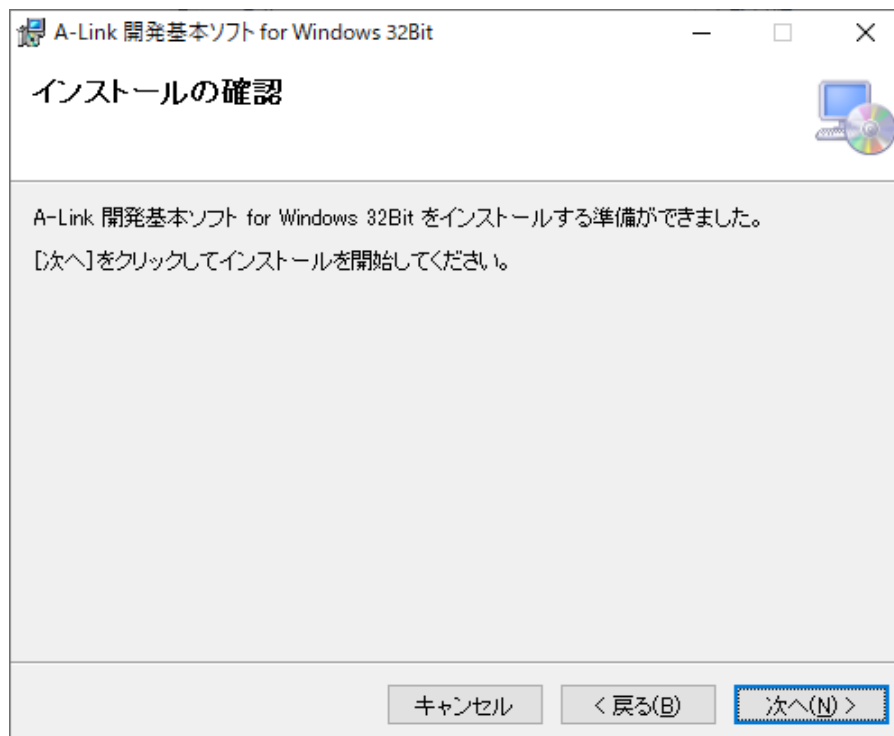 A-Link 開発基本ソフト for Windows 32Bit
インストールの確認
A-Link 開発基本ソフト for Windows 32Bit をインストールする準備ができました。
[次へ]をクリックしてインストールを開始してください。
キャンセル
< 戻る(B)
次へ(N) >